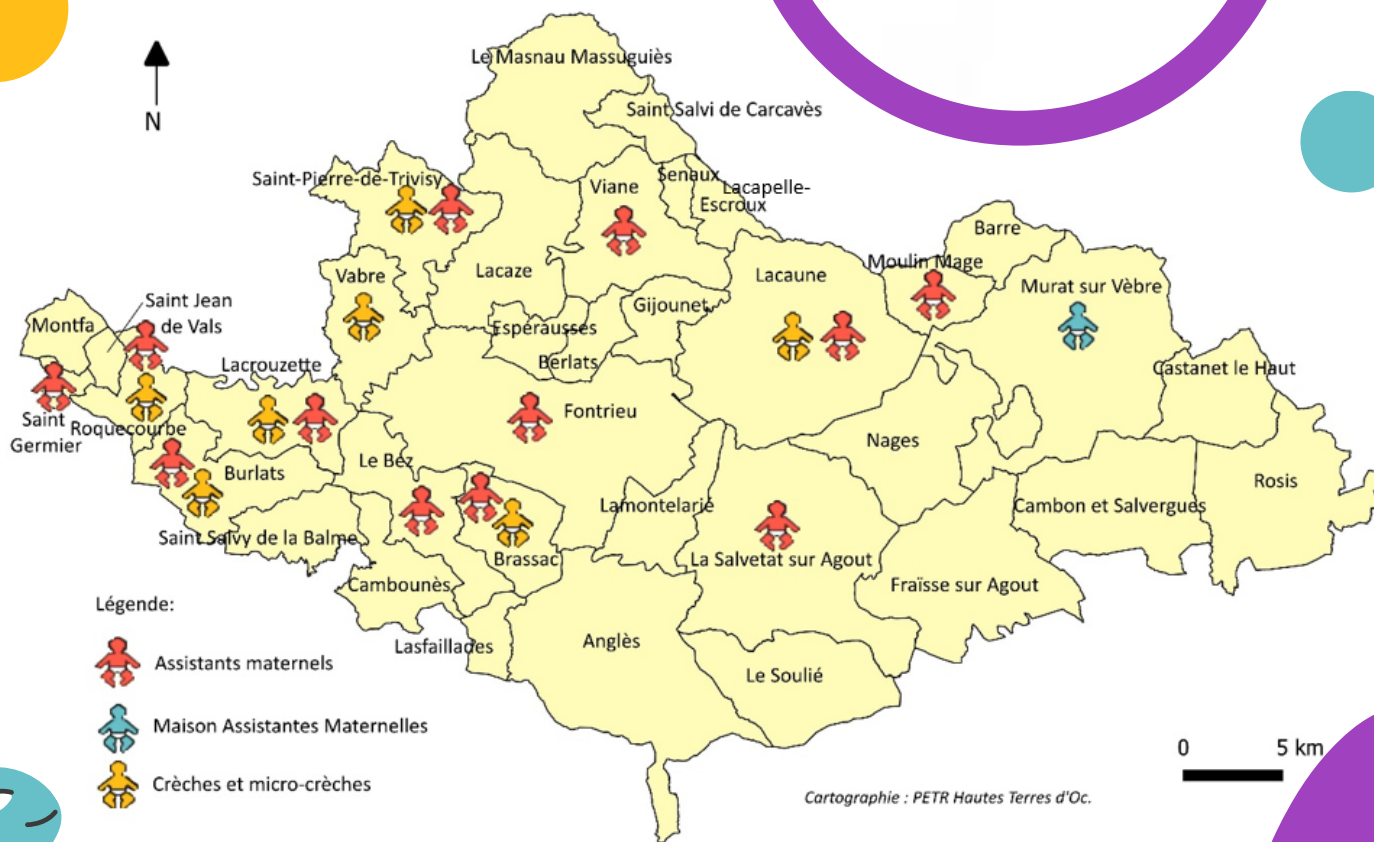 Le Masnau Massuguiès
Saint Salvi de Carcavès
N
Saint-Pierre-de-Trivisy
Viane
Senaux
Lacapelle-
Escroux
Barre
Vabre
Lacaze
Lacaune
Moulin Mage
Murat sur Vèbre
Saint Jean
de Vals
Montfa
Gijounet
Espérausses
Berlats
Lacrouzette
Castanet le Haut
Saint
Germier
Roquecourbe
Fontrieu
Nages
Le Bez
Burlats
Lamontelarié
Cambon et Salvergues
Rosis
Saint Salvy de la Balme
Brassac
La Salvetat sur Agout
Cambounès
Fraïsse sur Agout
Lasfaillades
Anglès
Le Soulié
Légende:
Assistants maternels
Maison Assistantes Maternelles
Crèches et micro-crèches
0 5 km
Cartographie : PETR Hautes Terres d'Oc.